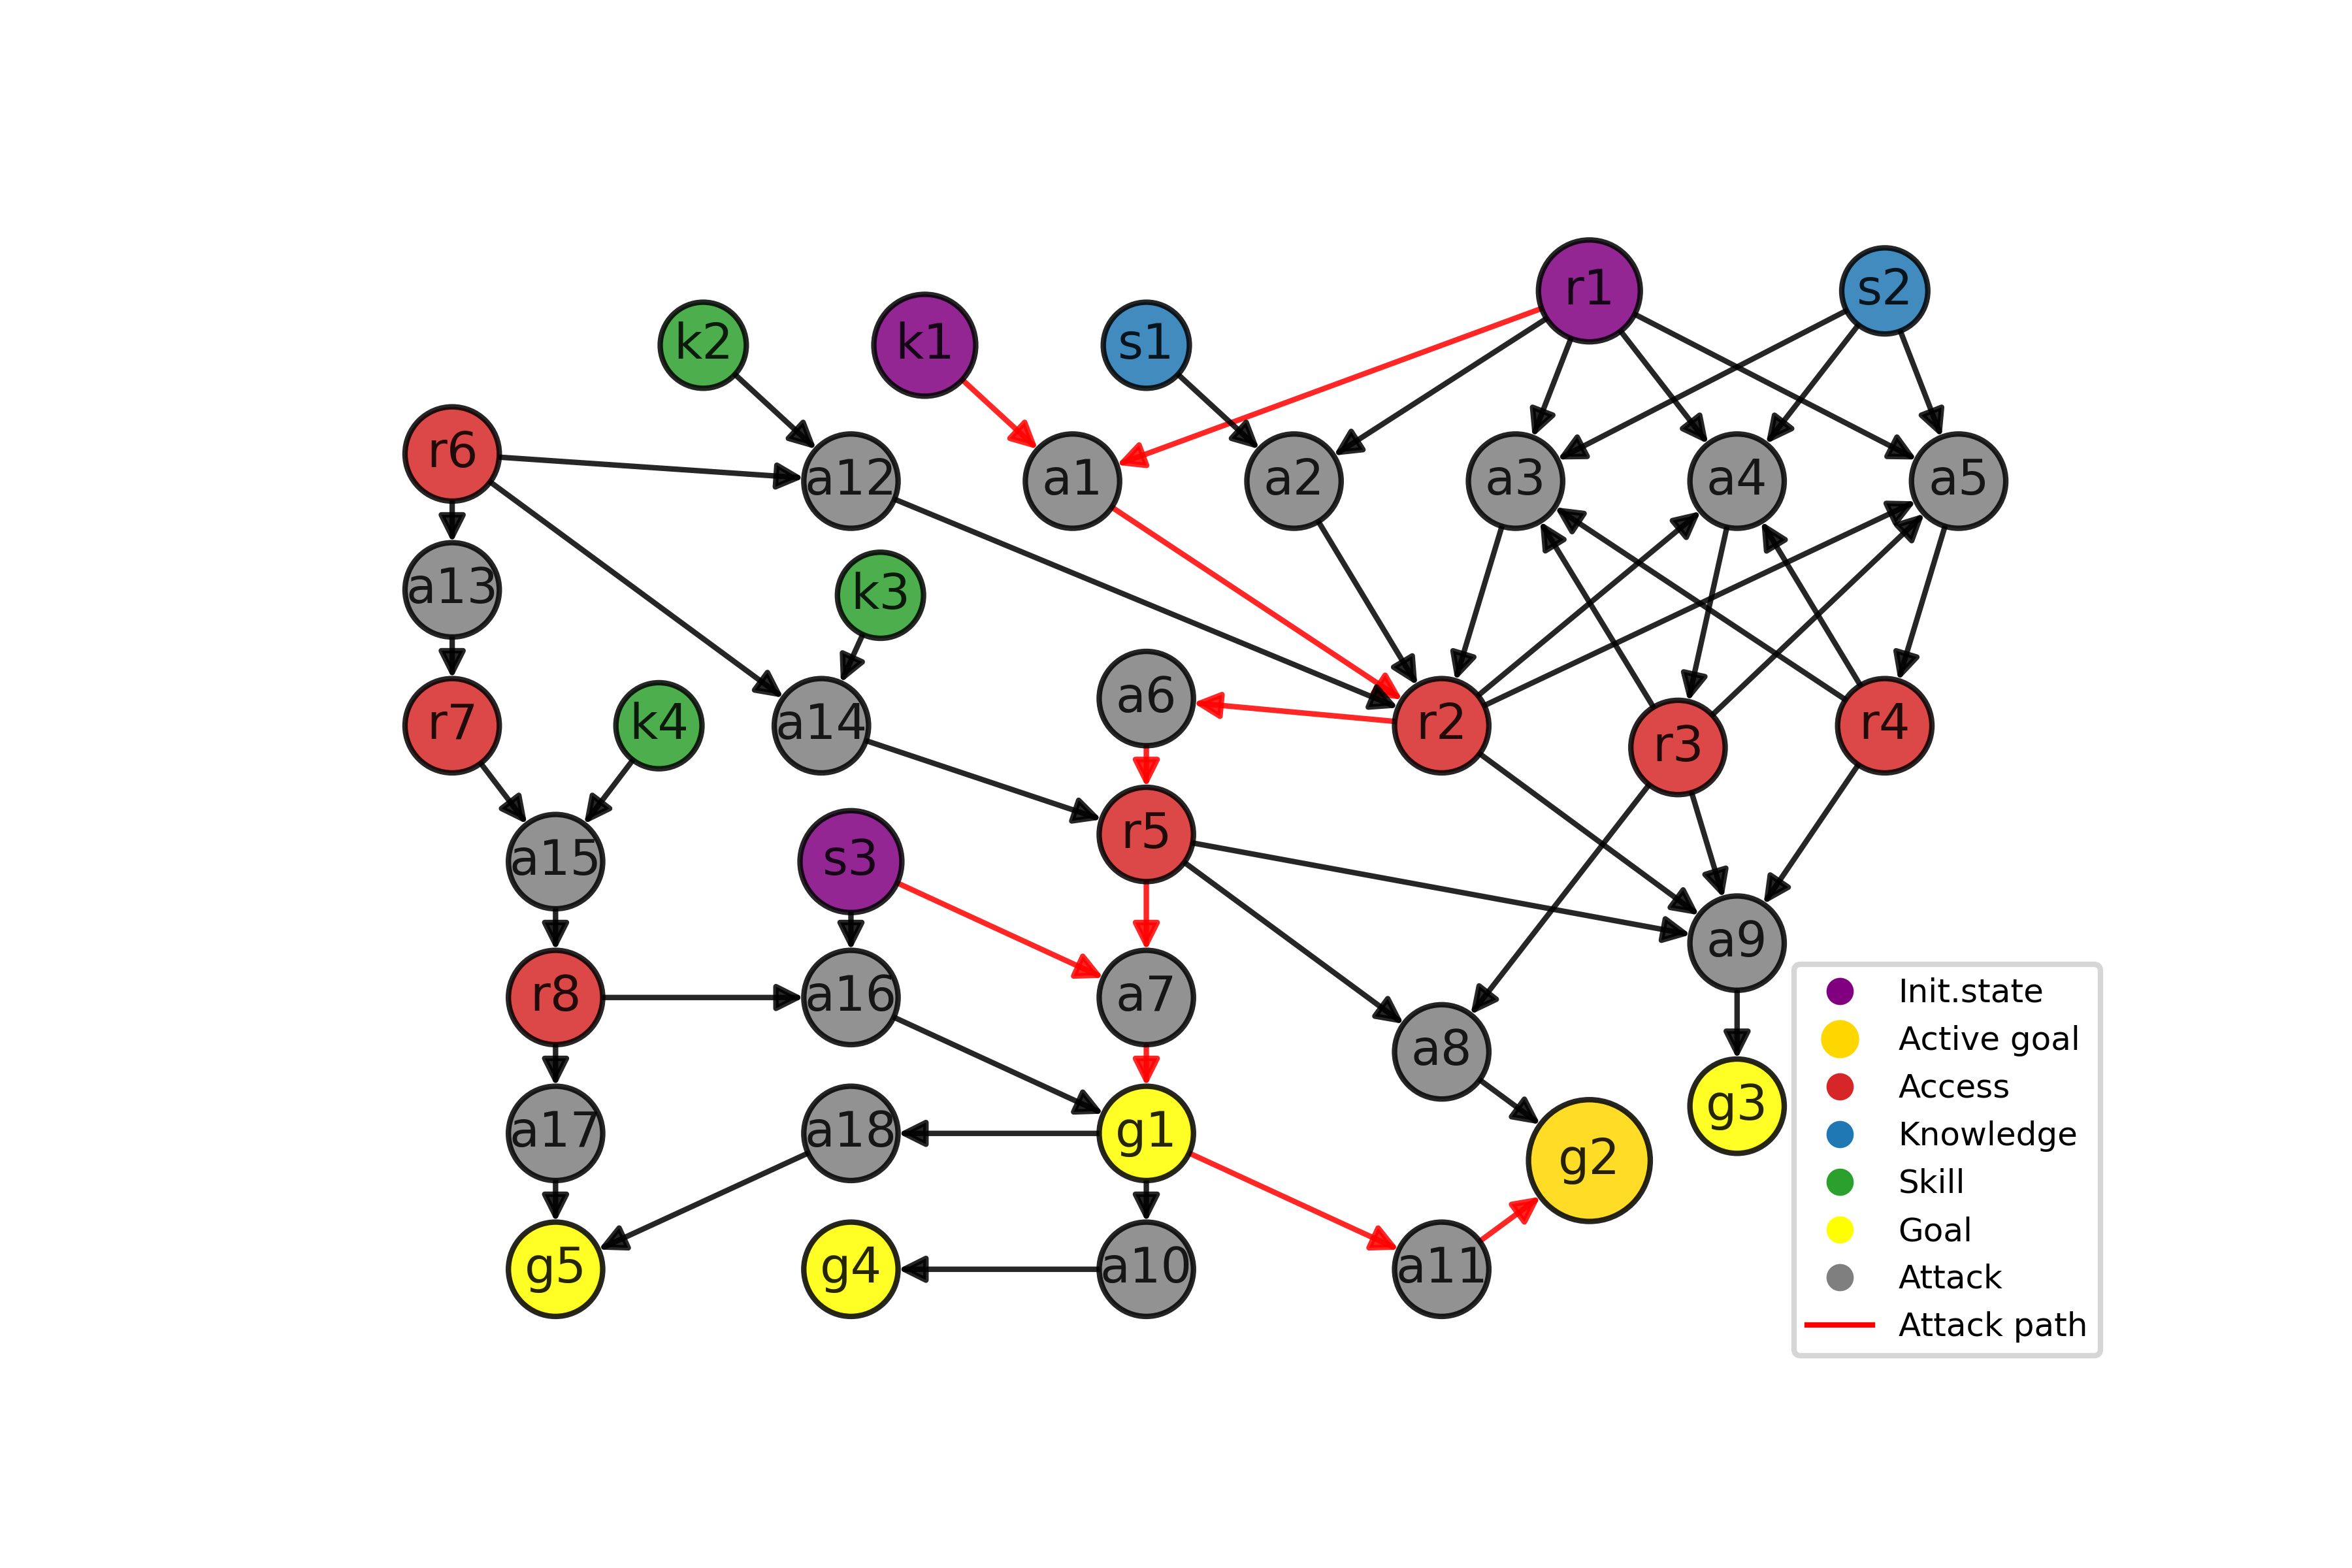 r1
s2
k2
k1
s1
r6
a12
a1
a2
a3
a4
a5
a13
k3
a6
r7
k4
a14
r2
r3
r4
r5
a15
s3
a9
r8
a16
a7
a8
g3
a17
a18
g1
g2
g5
g4
a10
a11
Init.state
Active goal
Access
Knowledge
Skill
Goal
Attack
Attack path